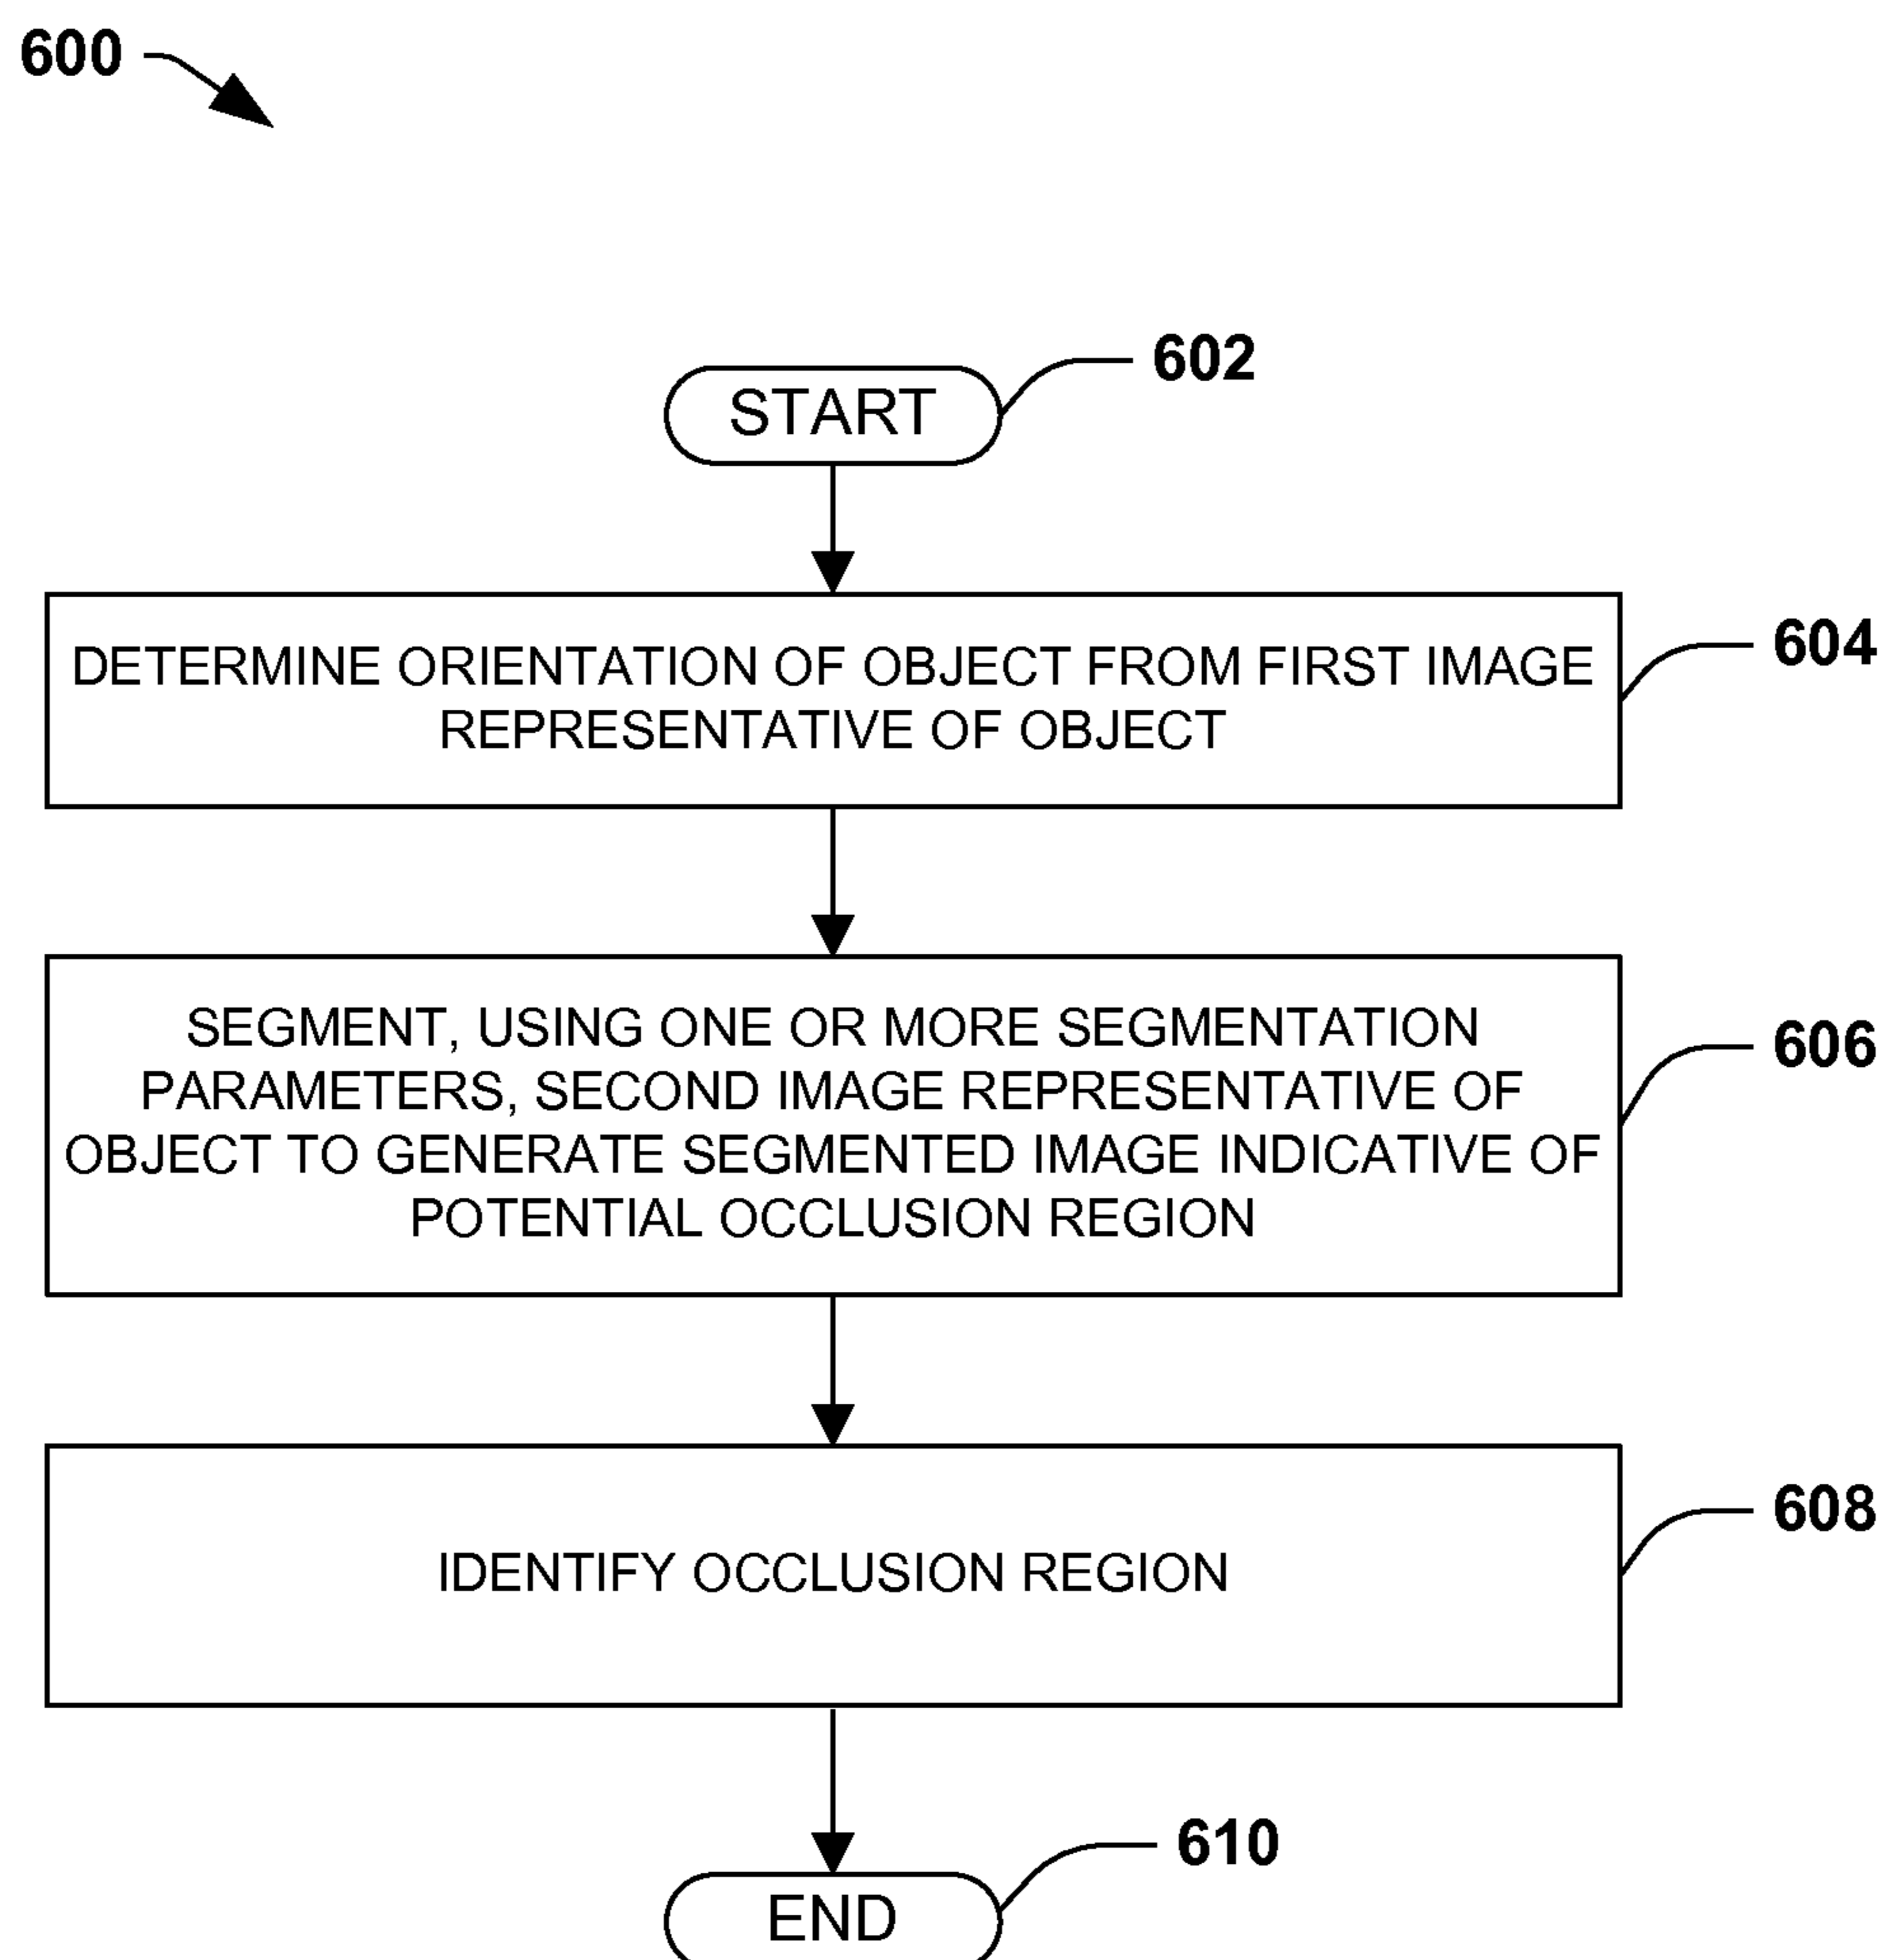 600
START
602
DETERMINE ORIENTATION OF OBJECT FROM FIRST IMAGE
REPRESENTATIVE OF OBJECT
604
SEGMENT, USING ONE OR MORE SEGMENTATION
PARAMETERS, SECOND IMAGE REPRESENTATIVE OF
OBJECT TO GENERATE SEGMENTED IMAGE INDICATIVE OF
POTENTIAL OCCLUSION REGION
606
IDENTIFY OCCLUSION REGION
608
END
610